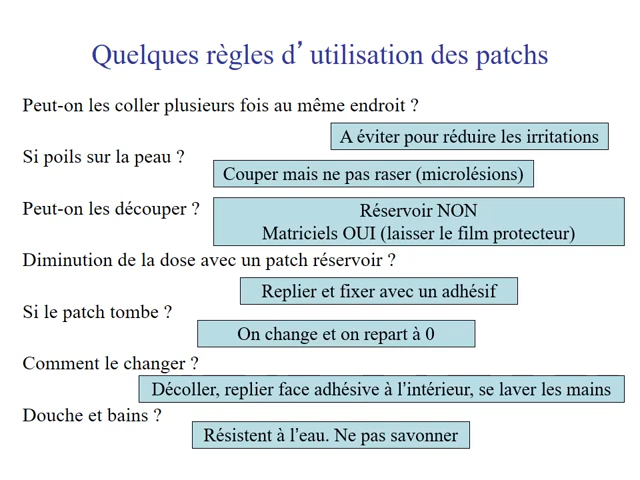 Quelques règles d’ utilisation des patchs
Peut-on les coller plusieurs fois au même endroit ?
A éviter pour réduire les irritations
Si poils sur la peau ?
Couper mais ne pas raser (microlésions)
Peut-on les découper ?
Réservoir NON
Matriciels OUI (laisser le film protecteur)
Diminution de la dose avec un patch réservoir ?
Replier et fixer avec un adhésif
Si le patch tombe ?
On change et on repart à 0
Comment le changer ?
Décoller, replier face adhésive à l’intérieur, se laver les mains
Douche et bains ?
Résistent à l’eau. Ne pas savonner